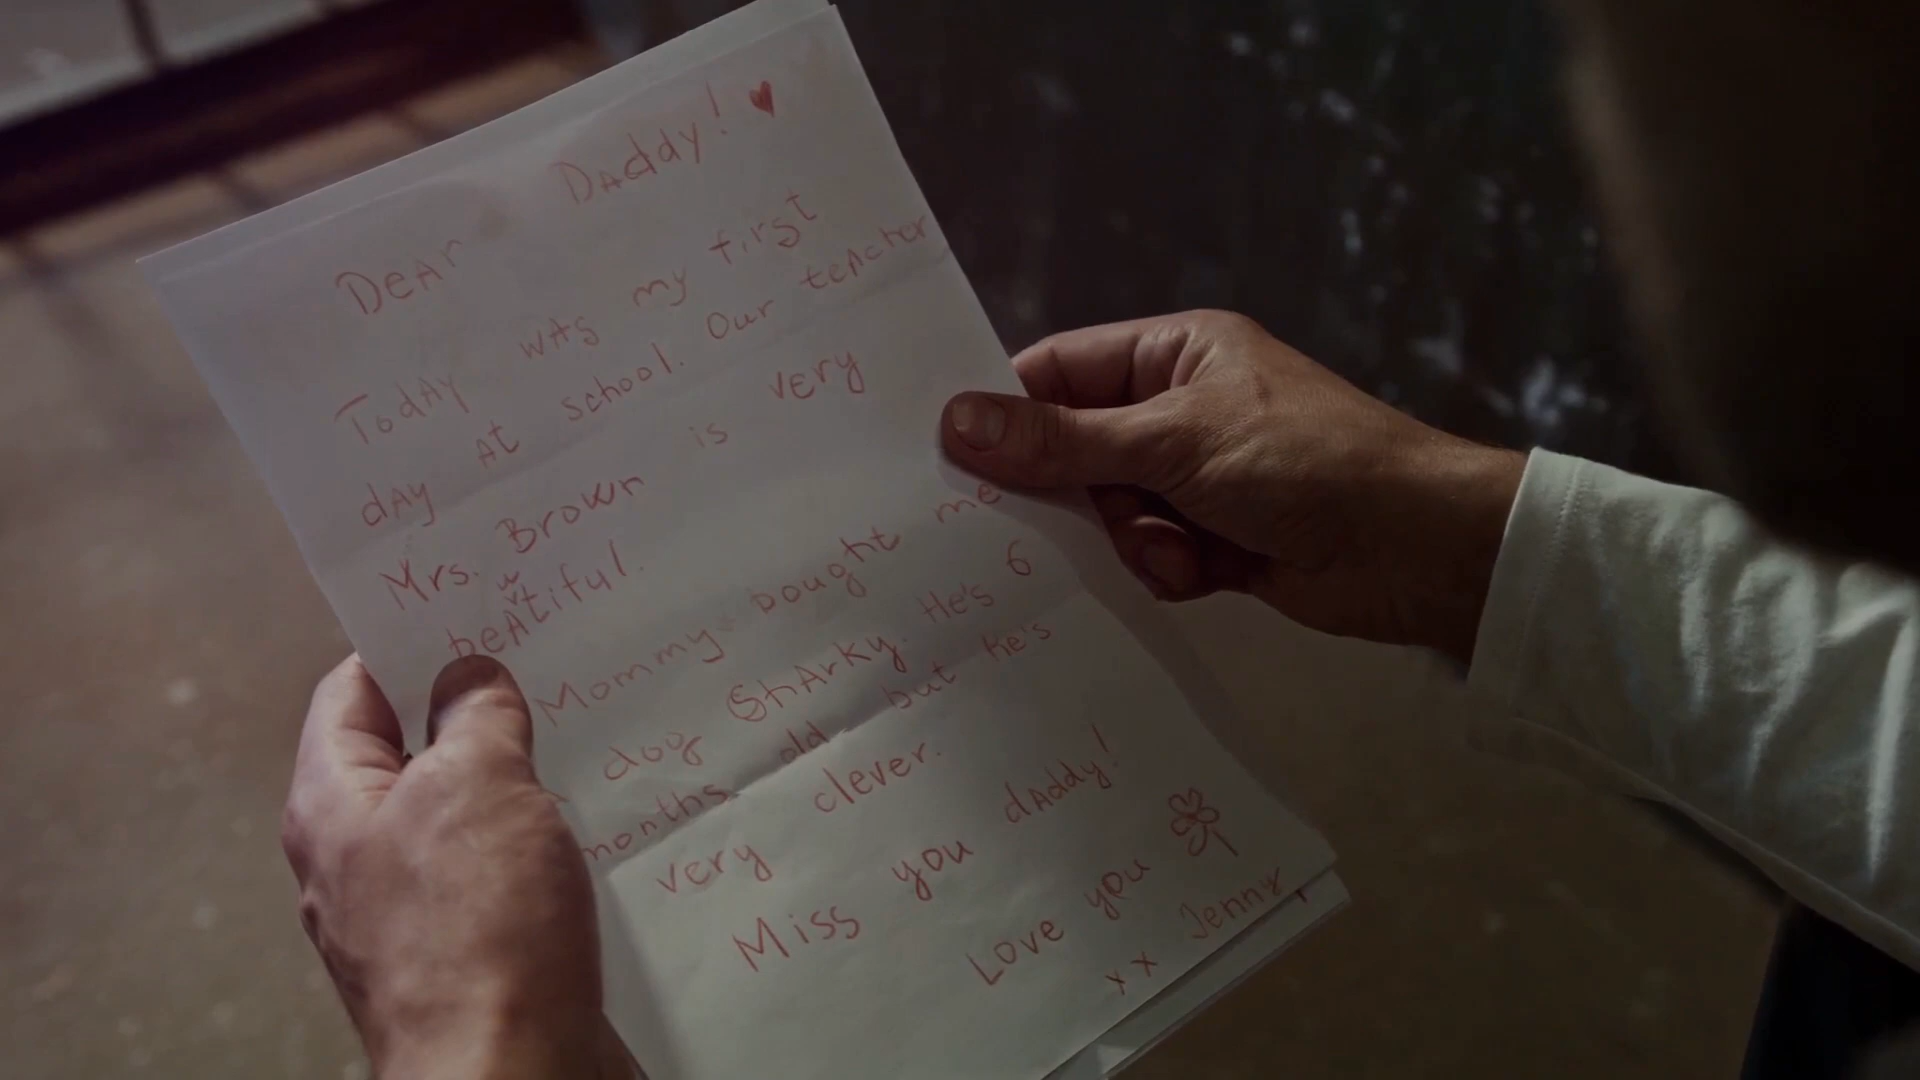 Dear Daddy! ♥
Today was my first
day at school. Our teacher
Mrs. Brown is very
beautiful.
Mommy bought me
a dog Sharky. He's 6
months old but he's
very clever.
Miss you daddy!
Love you
xx Jenny